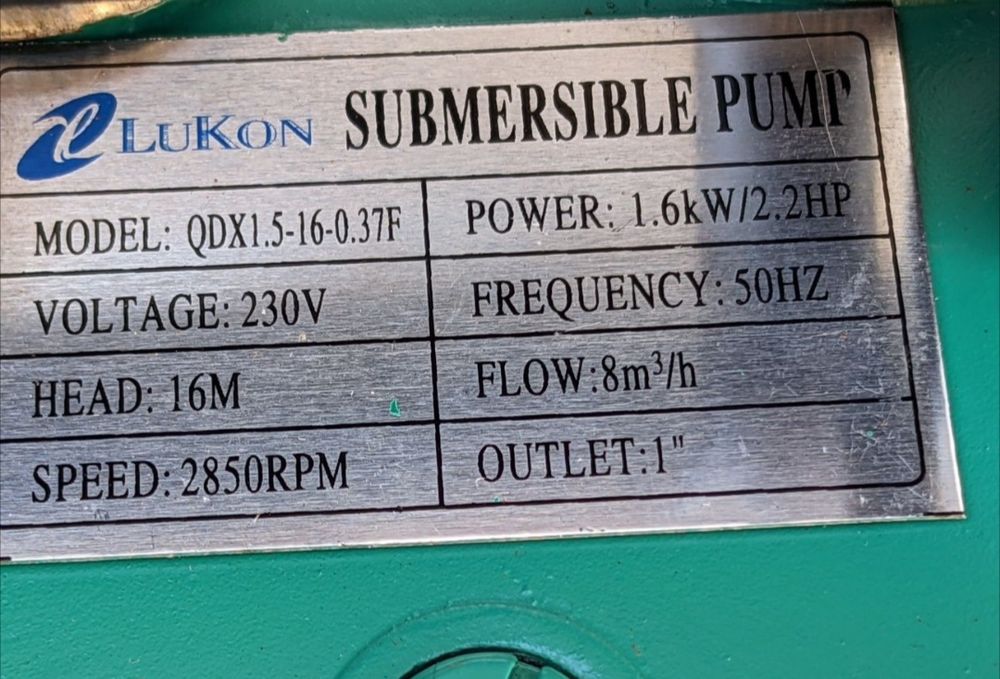 LUKON SUBMERSIBLE PUMP
MODEL: QDX1.5-16-0.37F
POWER: 1.6kW/2.2HP
VOLTAGE: 230V
FREQUENCY: 50HZ
HEAD: 16M
FLOW:8m³/h
SPEED: 2850RPM
OUTLET:1"